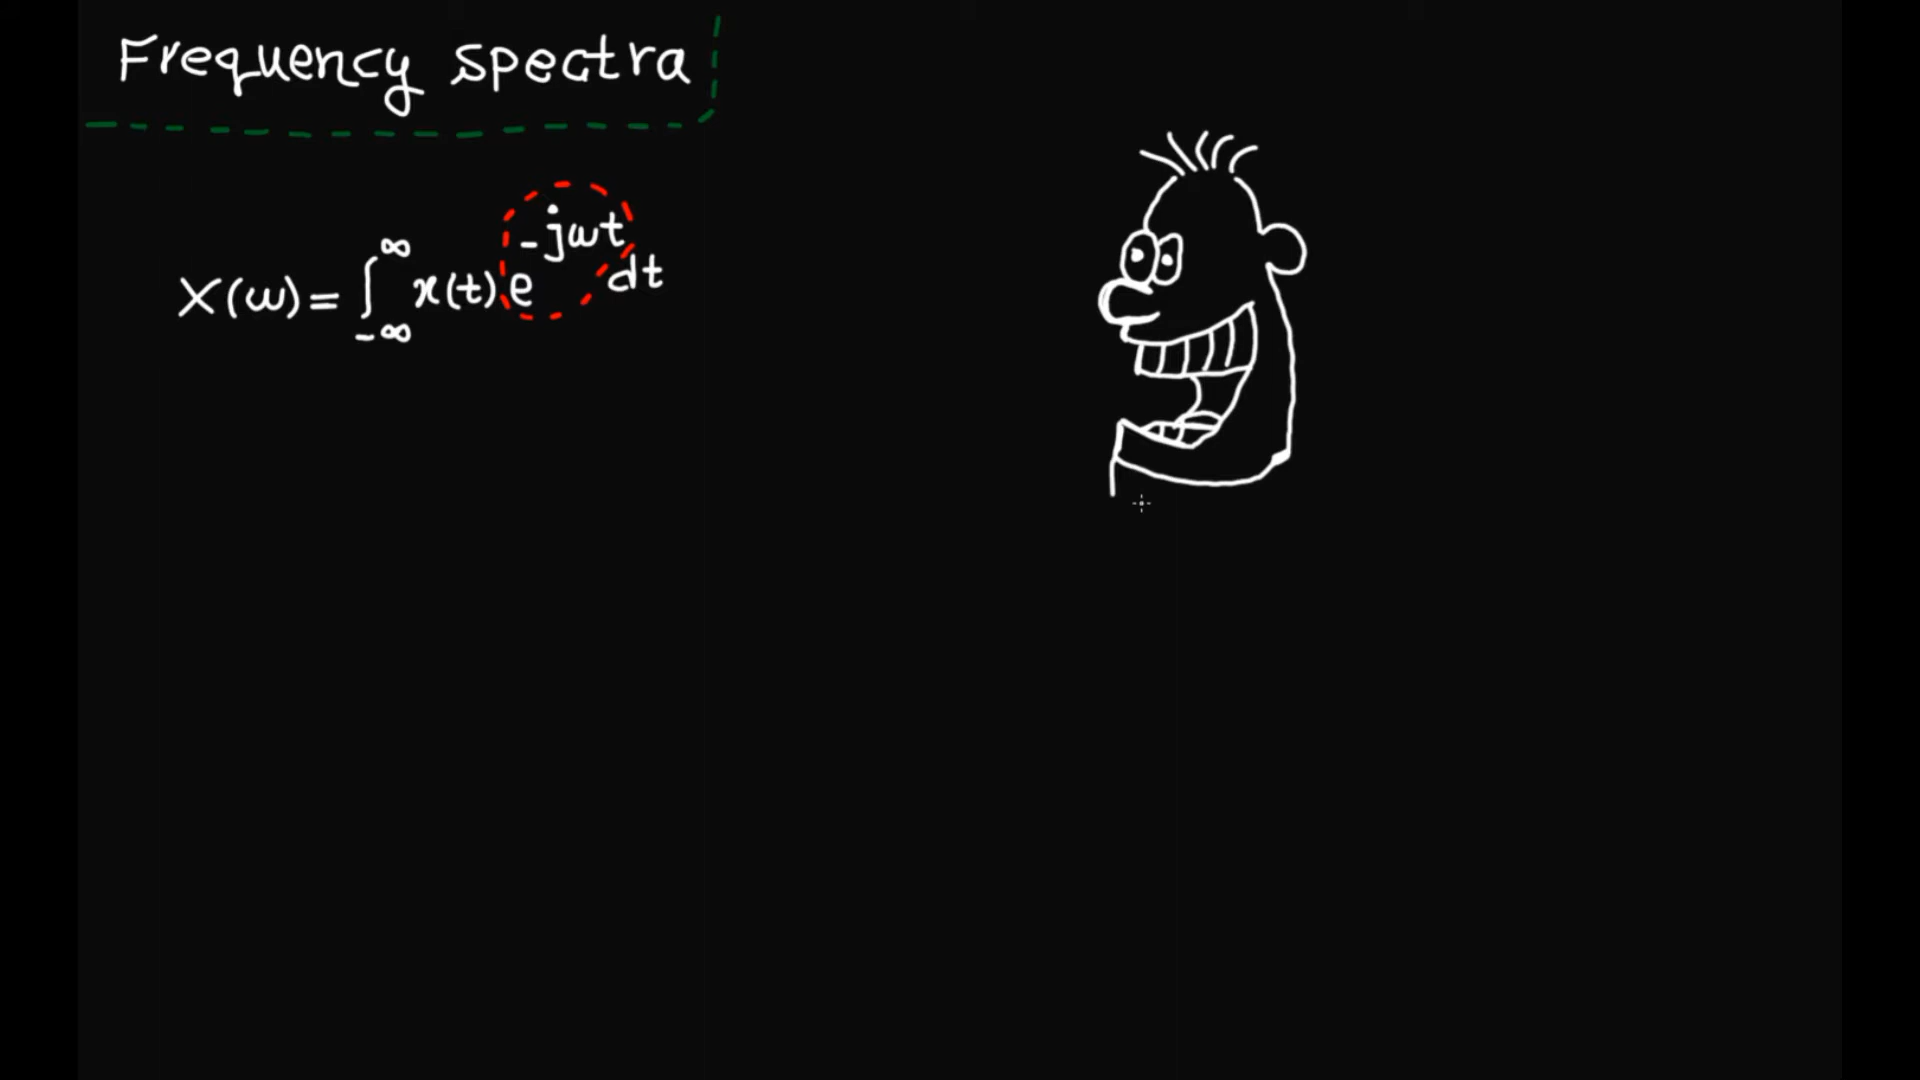 Frequency spectra
X(ω) = ∫_{-∞}^{∞} x(t) e^{-jωt} dt